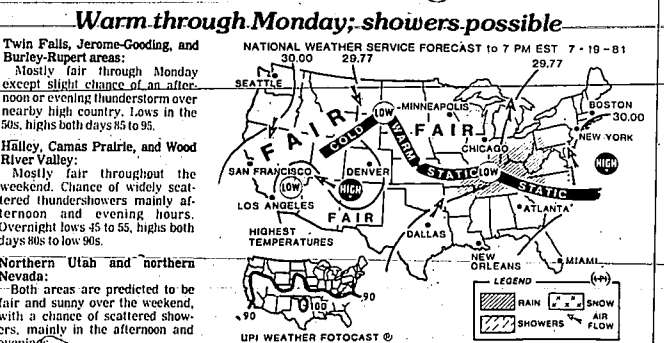 Warm through Monday; showers possible
Twin Falls, Jerome-Gooding, and
Burley-Rupert areas:
Mostly fair through Monday
except slight chance of an after-
noon or evening thunderstorm over
nearby high country. Lows in the
50s, highs both days 85 to 95.
Hailey, Camas Prairie, and Wood
River Valley:
Mostly fair throughout the
weekend. Chance of widely scat-
tered thundershowers mainly af-
ternoon and evening hours.
Overnight lows 45 to 55, highs both
days 80s to low 90s.
Northern Utah and northern
Nevada:
Both areas are predicted to be
fair and sunny over the weekend,
with a chance of scattered show-
ers, mainly in the afternoon and
NATIONAL WEATHER SERVICE FORECAST to 7 PM EST 7-19-81
30.00
29.77
29.77
SEATTLE
LOW
MINNEAPOLIS
BOSTON
30.00
FAIR
COLD
WARM
FAIR
CHICAGO
NEW YORK
SAN FRANCISCO
LOW
HIGH
DENVER
STATIC
LOW
STATIC
HIGH
LOS ANGELES
FAIR
ATLANTA
HIGHEST
TEMPERATURES
DALLAS
NEW
ORLEANS
MIAMI
90
100
90
LEGEND
UPI
RAIN
SNOW
SHOWERS
AIR
FLOW
UPI WEATHER FOTOCAST ®